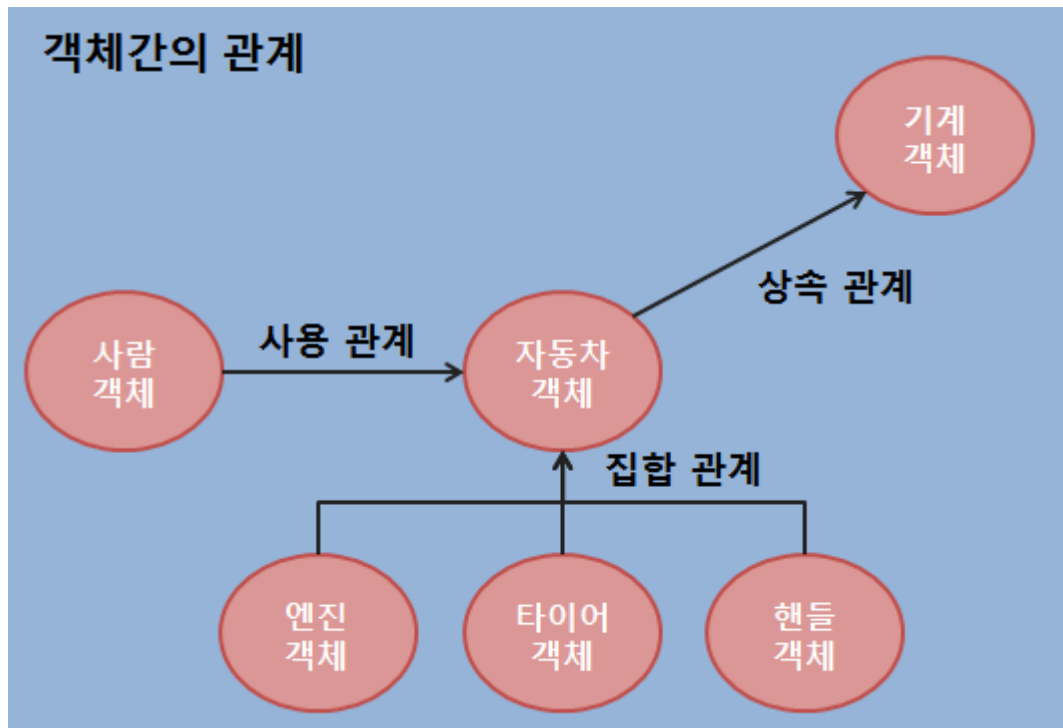 객체간의 관계
기계
객체
상속 관계
사용 관계
사람
객체
자동차
객체
집합 관계
엔진
객체
타이어
객체
핸들
객체